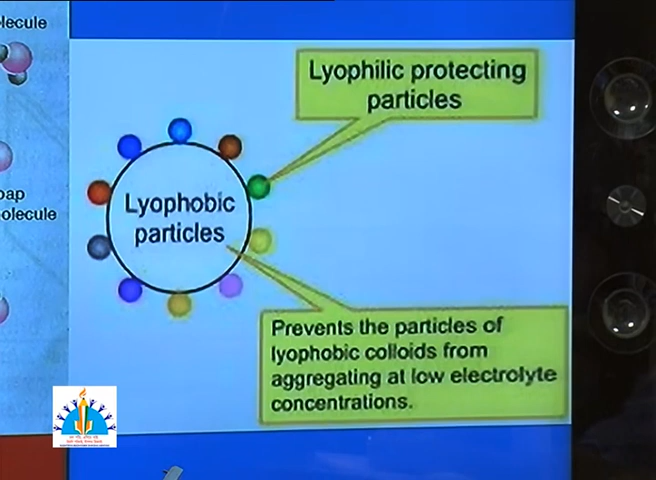 lecule
oap
olecule
Lyophilic protecting
particles
Lyophobic
particles
Prevents the particles of
lyophobic colloids from
aggregating at low electrolyte
concentrations.